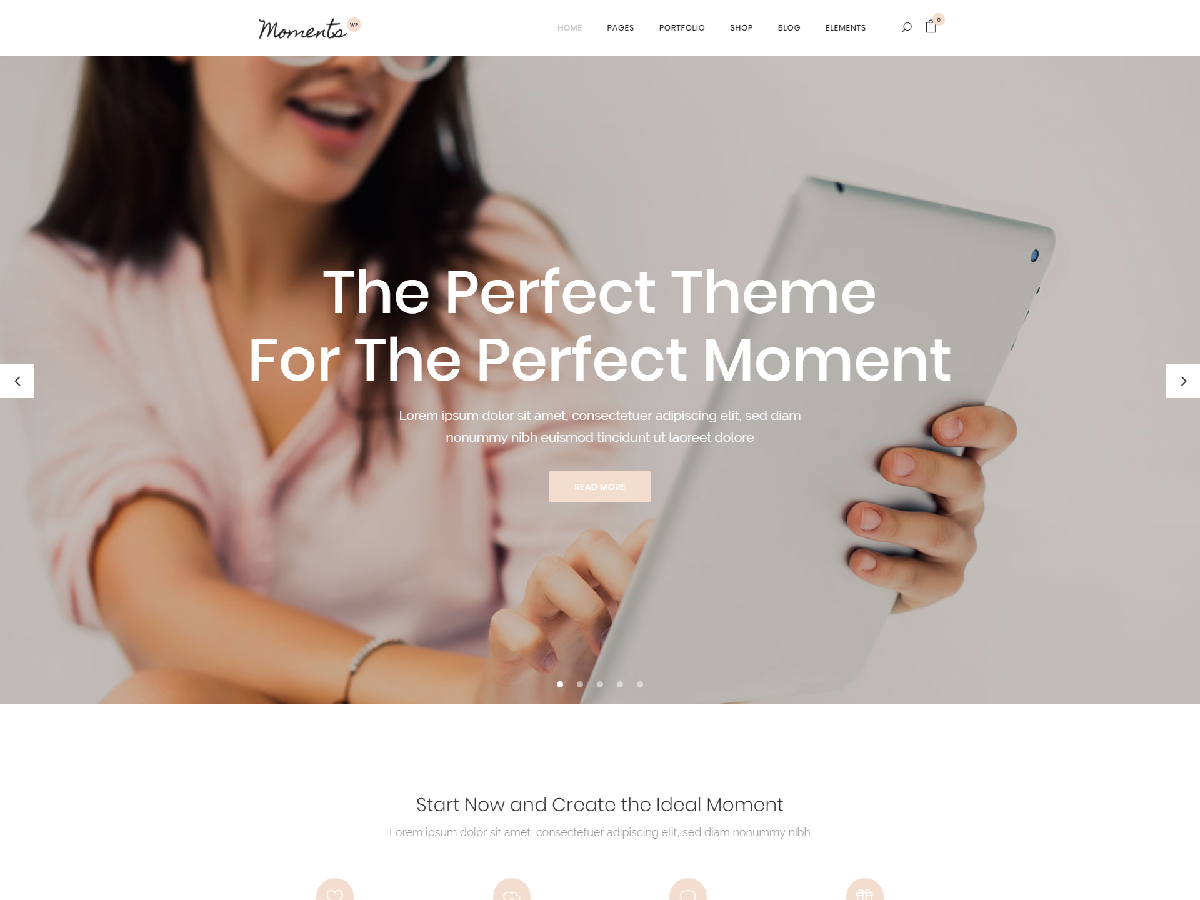 Moments WP
HOME PAGES PORTFOLIO SHOP BLOG ELEMENTS
0
The Perfect Theme
For The Perfect Moment
Lorem ipsum dolor sit amet, consectetuer adipiscing elit, sed diam
nonummy nibh euismod tincidunt ut laoreet dolore
READ MORE
Start Now and Create the Ideal Moment
Lorem ipsum dolor sit amet, consectetuer adipiscing elit, sed diam nonummy nibh